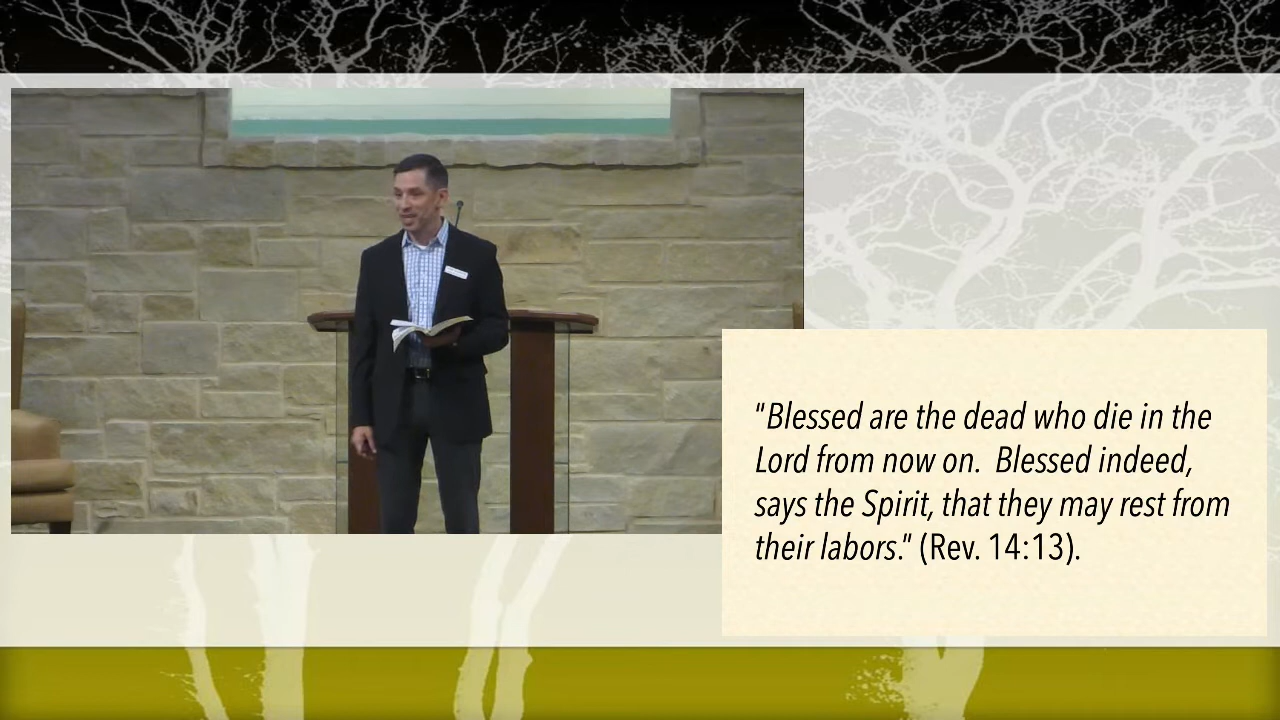 "Blessed are the dead who die in the
Lord from now on.  Blessed indeed,
says the Spirit, that they may rest from
their labors." (Rev. 14:13).